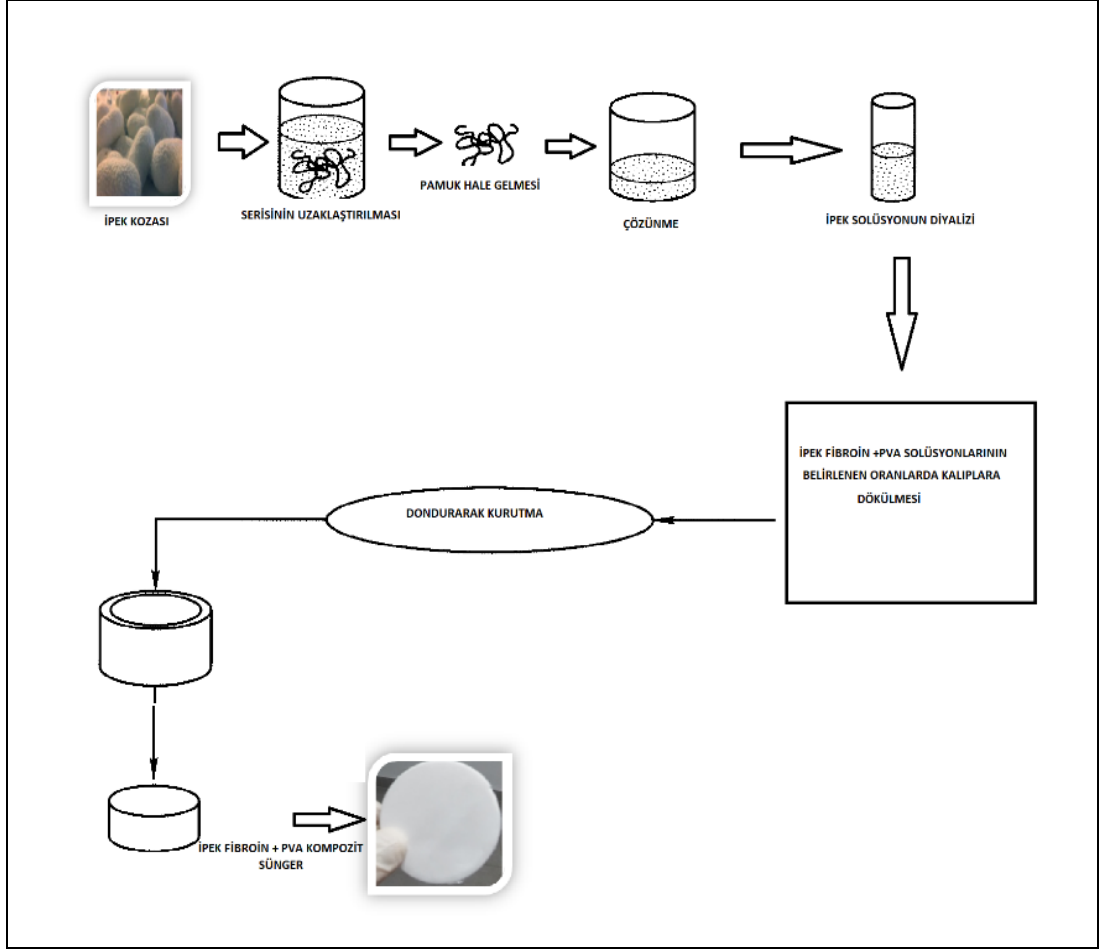 İPEK KOZASI
SERİSİNİN UZAKLAŞTIRILMASI
PAMUK HALE GELMESİ
ÇÖZÜNME
İPEK SOLÜSYONUN DİYALİZİ
İPEK FİBROİN +PVA SOLÜSYONLARININ
BELİRLENEN ORANLARDA KALIPLARA
DÖKÜLMESİ
DONDURARAK KURUTMA
İPEK FİBROİN + PVA KOMPOZİT
SÜNGER